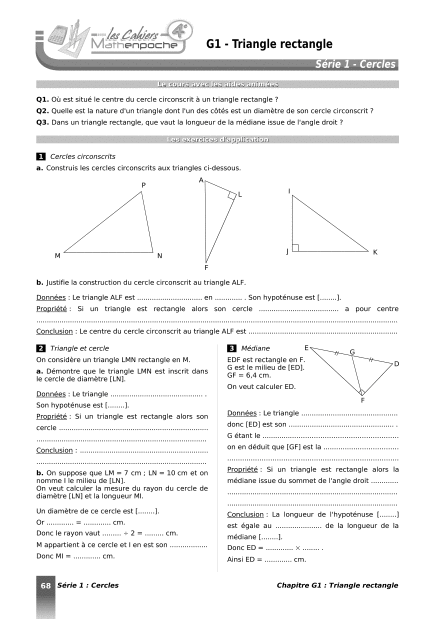 les Cahiers
Mathenpoche
4e
G1 - Triangle rectangle
Série 1 - Cercles
Le cours avec les aides animées
Q1. Où est situé le centre du cercle circonscrit à un triangle rectangle ?
Q2. Quelle est la nature d'un triangle dont l'un des côtés est un diamètre de son cercle circonscrit ?
Q3. Dans un triangle rectangle, que vaut la longueur de la médiane issue de l'angle droit ?
Les exercices d'application
1 Cercles circonscrits
a. Construis les cercles circonscrits aux triangles ci-dessous.
P
M
N
A
L
F
I
J
K
b. Justifie la construction du cercle circonscrit au triangle ALF.
Données : Le triangle ALF est .............................. en ............. . Son hypoténuse est [........].
Propriété : Si un triangle est rectangle alors son cercle ..................................... a pour centre
................................................................................
Conclusion : Le centre du cercle circonscrit au triangle ALF est ................................................................................
2 Triangle et cercle
On considère un triangle LMN rectangle en M.
a. Démontre que le triangle LMN est inscrit dans
le cercle de diamètre [LN].
Données : Le triangle .......................................... .
Son hypoténuse est [........].
Propriété : Si un triangle est rectangle alors son
cercle ......................................................................
................................................................................
Conclusion : ............................................................
................................................................................
b. On suppose que LM = 7 cm ; LN = 10 cm et on
nomme I le milieu de [LN].
On veut calculer la mesure du rayon du cercle de
diamètre [LN] et la longueur MI.
Un diamètre de ce cercle est [........].
Or ............. = ............. cm.
Donc le rayon vaut ......... ÷ 2 = ......... cm.
M appartient à ce cercle et I en est son ..................
Donc MI = ............. cm.
3 Médiane
EDF est rectangle en F.
G est le milieu de [ED].
GF = 6,4 cm.
On veut calculer ED.
E
G
D
F
Données : Le triangle .............................................
donc [ED] est son ................................................ .
G étant le ................................................................
on en déduit que [GF] est la ...................................
................................................................................
Propriété : Si un triangle est rectangle alors la
médiane issue du sommet de l'angle droit .............
................................................................................
................................................................................
Conclusion : La longueur de l'hypoténuse [........]
est égale au ...................... de la longueur de la
médiane [........].
Donc ED = ............. × ........ .
Ainsi ED = ............. cm.
68 Série 1 : Cercles
Chapitre G1 : Triangle rectangle